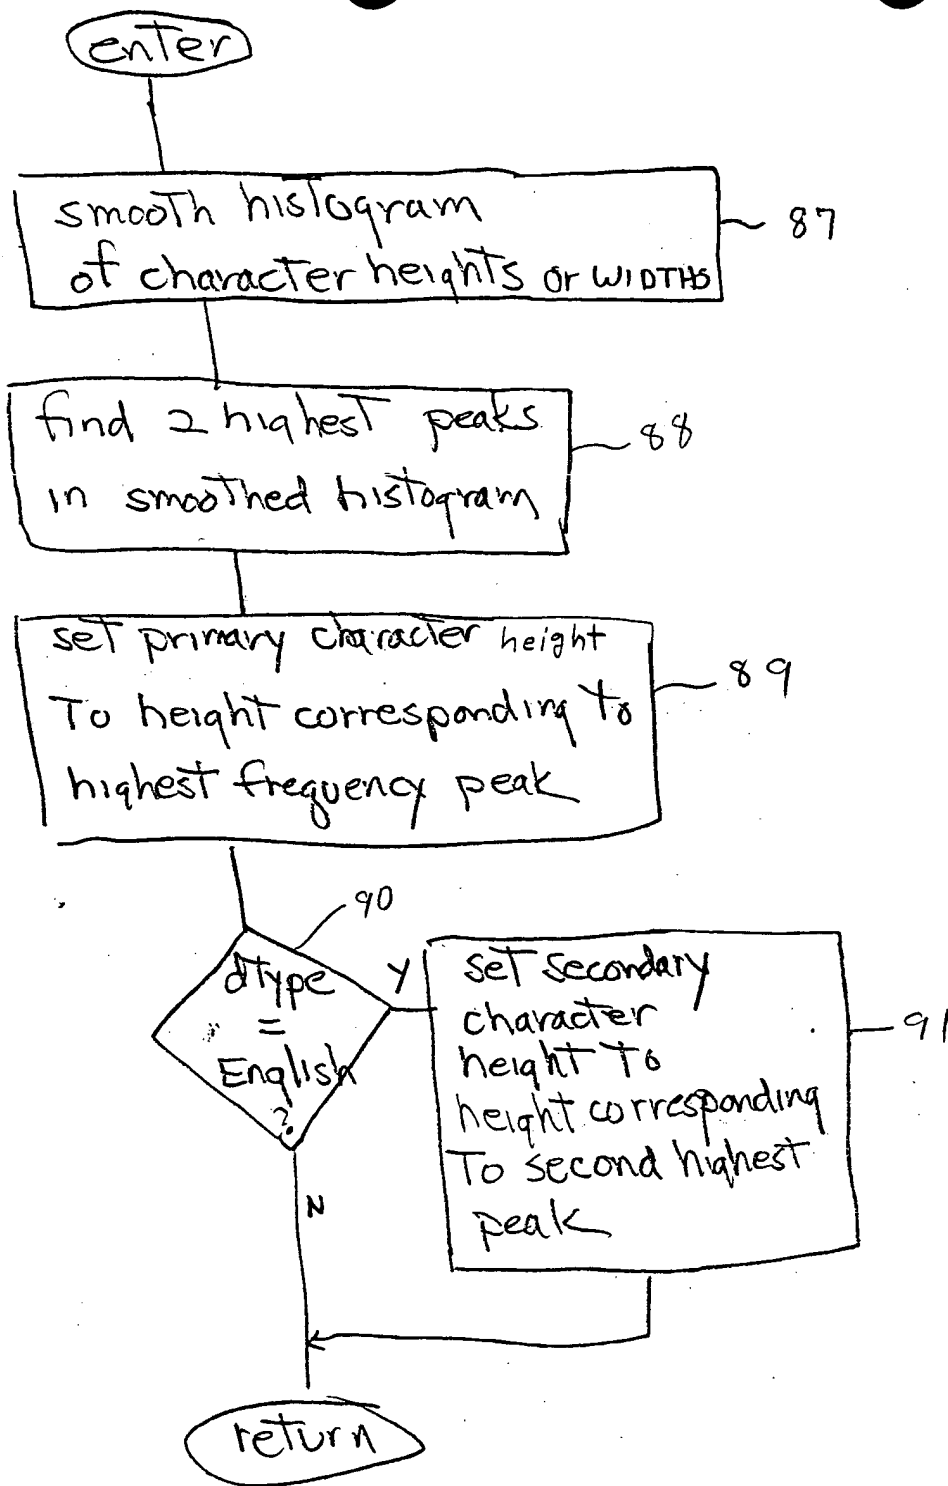 enter
smooth histogram
of character heights or WIDTHS
87
find 2 highest peaks
in smoothed histogram
88
set primary character height
To height corresponding to
highest frequency peak
89
90
dType
=
English
?
Y
set secondary
character
height To
height corresponding
To second highest
peak
91
N
return